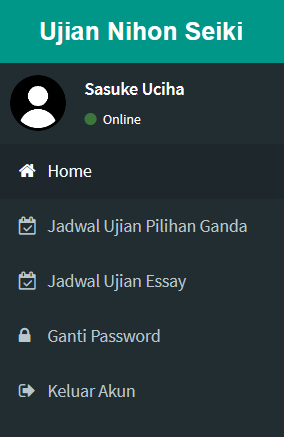 Ujian Nihon Seiki
Sasuke Uciha
Online
Home
Jadwal Ujian Pilihan Ganda
Jadwal Ujian Essay
Ganti Password
Keluar Akun